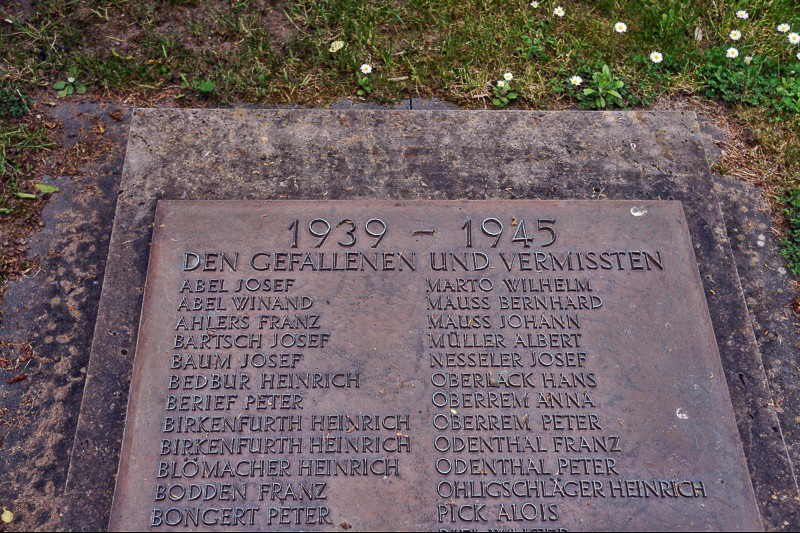 1939 - 1945
DEN GEFALLENEN UND VERMISSTEN
ABEL JOSEF
ABEL WINAND
AHLERS FRANZ
BARTSCH JOSEF
BAUM JOSEF
BEDBUR HEINRICH
BERIEF PETER
BIRKENFURTH HEINRICH
BIRKENFURTH HEINRICH
BLÖMACHER HEINRICH
BODDEN FRANZ
BONGERT PETER
MARTO WILHELM
MAUSS BERNHARD
MAUSS JOHANN
MÜLLER ALBERT
NESSELER JOSEF
OBERLACK HANS
OBERREM ANNA
OBERREM PETER
ODENTHAL FRANZ
ODENTHAL PETER
OHLIGSCHLÄGER HEINRICH
PICK ALOIS